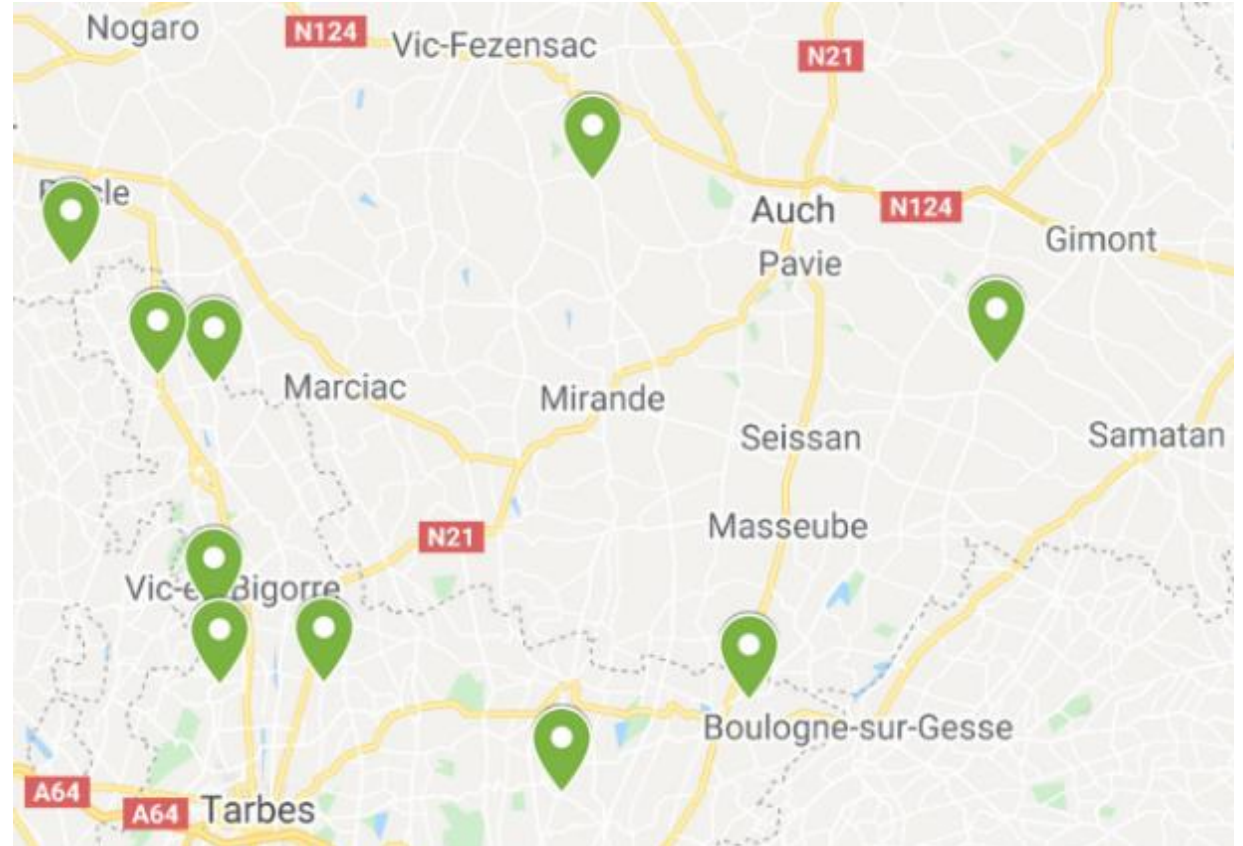 Nogaro
N124
Vic-Fezensac
N21
Auch
N124
Gimont
Pavie
Marciac
Mirande
Seissan
Samatan
Masseube
N21
Boulogne-sur-Gesse
A64
A64
Tarbes